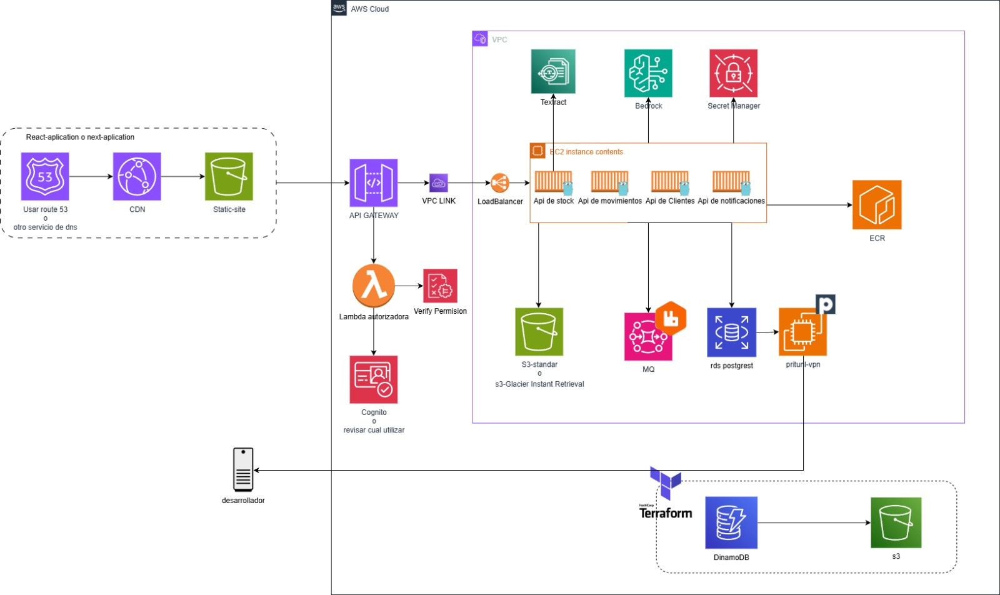 aws
AWS Cloud
VPC
Textract
Bedrock
Secret Manager
React-aplication o next-aplication
53
Usar route 53
o
otro servicio de dns
CDN
Static-site
API GATEWAY
VPC LINK
LoadBalancer
EC2 instance contents
Api de stock
Api de movimientos
Api de Clientes
Api de notificaciones
ECR
Lambda autorizadora
Verify Permision
Cognito
o
revisar cual utilizar
S3-standar
o
s3-Glacier Instant Retrieval
MQ
rds postgrest
p
pritunl-vpn
desarrollador
HashiCorp
Terraform
DinamoDB
s3